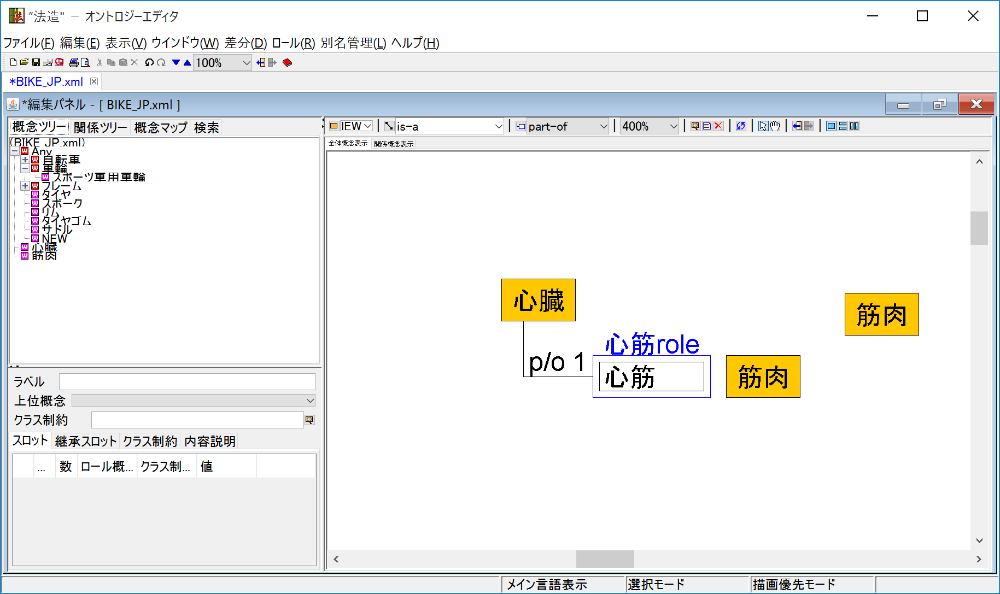 "法造" － オントロジーエディタ
ファイル(F) 編集(E) 表示(V) ウインドウ(W) 差分(D) ロール(R) 別名管理(L) ヘルプ(H)
100%
*BIKE_JP.xml
*編集パネル - [ BIKE_JP.xml ]
概念ツリー 関係ツリー 概念マップ 検索
IEW is-a part-of 400%
全体概念表示 関係概念表示
(BIKE_JP.xml)
Any
自転車
車輪
スポーツ車用車輪
フレーム
タイヤ
スポーク
リム
タイヤゴム
サドル
NEW
心臓
筋肉
心臓
筋肉
心筋role
p/o 1
心筋
筋肉
ラベル
上位概念
クラス制約
スロット 継承スロット クラス制約 内容説明
... 数 ロール概... クラス制... 値
メイン言語表示 選択モード 描画優先モード